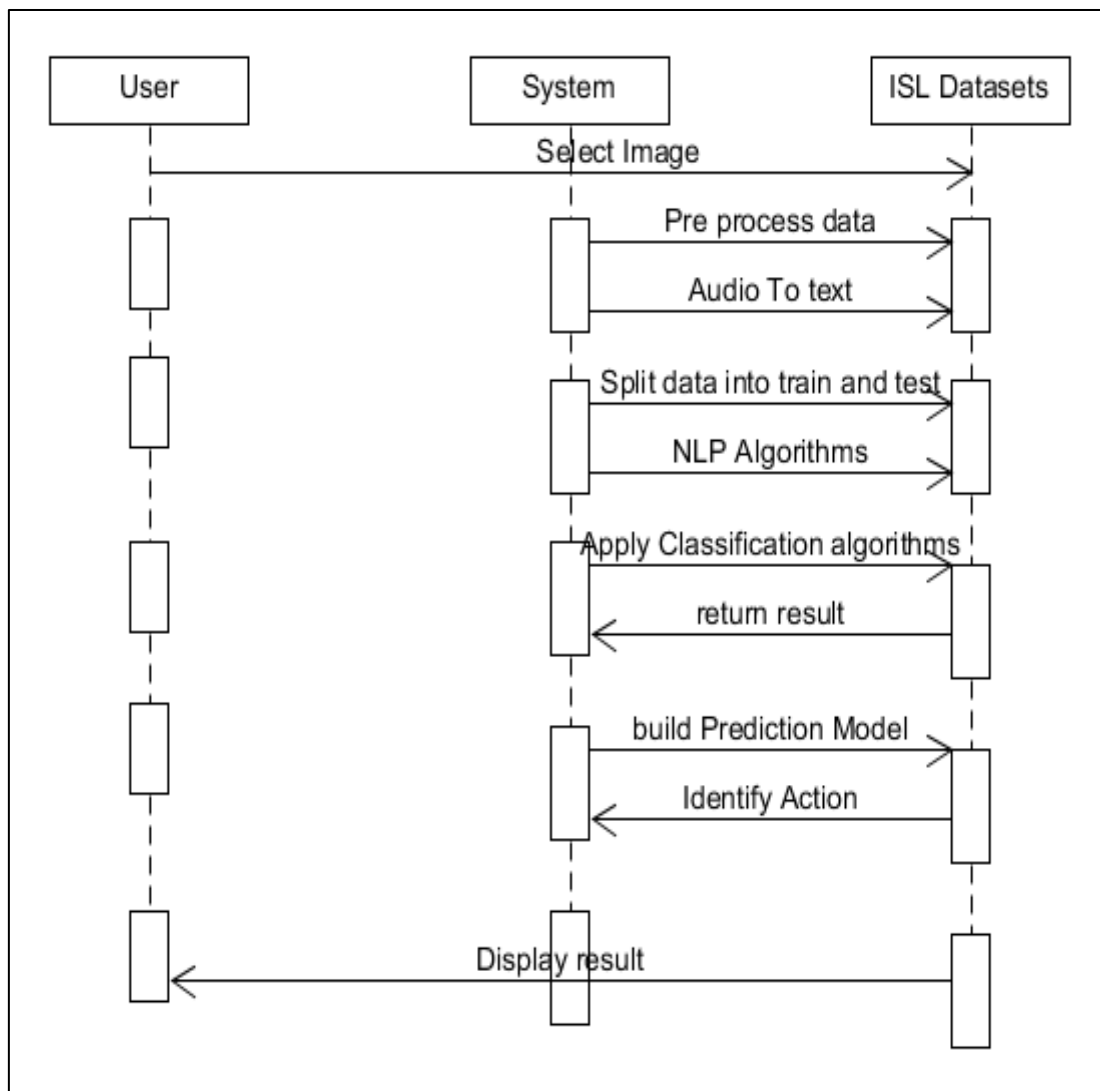 User
System
ISL Datasets
Select Image
Pre process data
Audio To text
Split data into train and test
NLP Algorithms
Apply Classification algorithms
return result
build Prediction Model
Identify Action
Display result